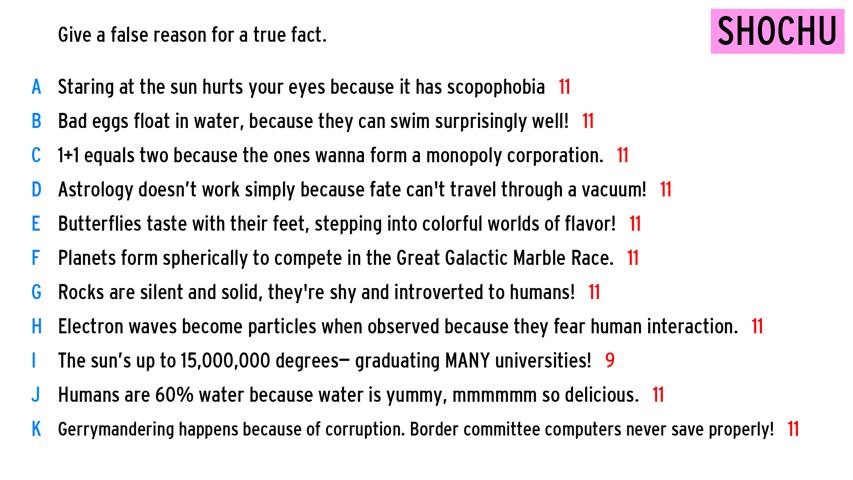 Give a false reason for a true fact.
SHOCHU
A Staring at the sun hurts your eyes because it has scopophobia 11
B Bad eggs float in water, because they can swim surprisingly well! 11
C 1+1 equals two because the ones wanna form a monopoly corporation. 11
D Astrology doesn’t work simply because fate can't travel through a vacuum! 11
E Butterflies taste with their feet, stepping into colorful worlds of flavor! 11
F Planets form spherically to compete in the Great Galactic Marble Race. 11
G Rocks are silent and solid, they're shy and introverted to humans! 11
H Electron waves become particles when observed because they fear human interaction. 11
I The sun’s up to 15,000,000 degrees— graduating MANY universities! 9
J Humans are 60% water because water is yummy, mmmmmm so delicious. 11
K Gerrymandering happens because of corruption. Border committee computers never save properly! 11